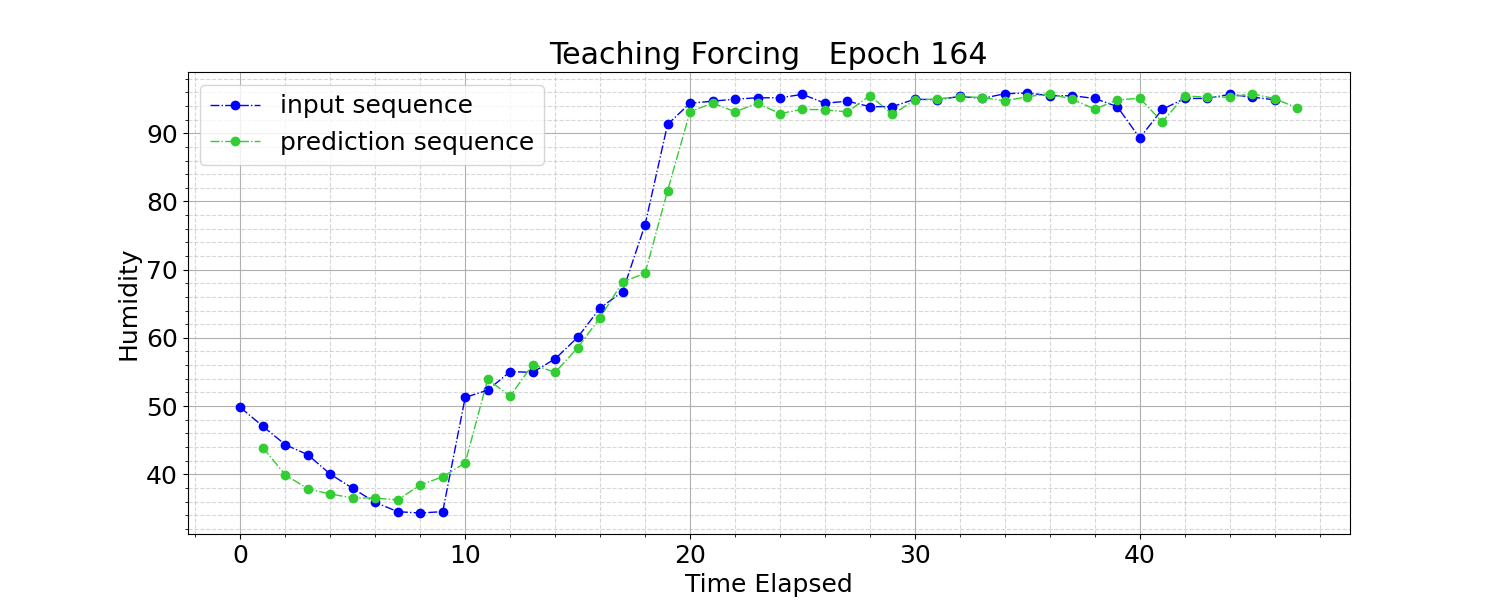 Teaching Forcing   Epoch 164
input sequence
prediction sequence
90
80
70
60
50
40
Humidity
0 10 20 30 40
Time Elapsed